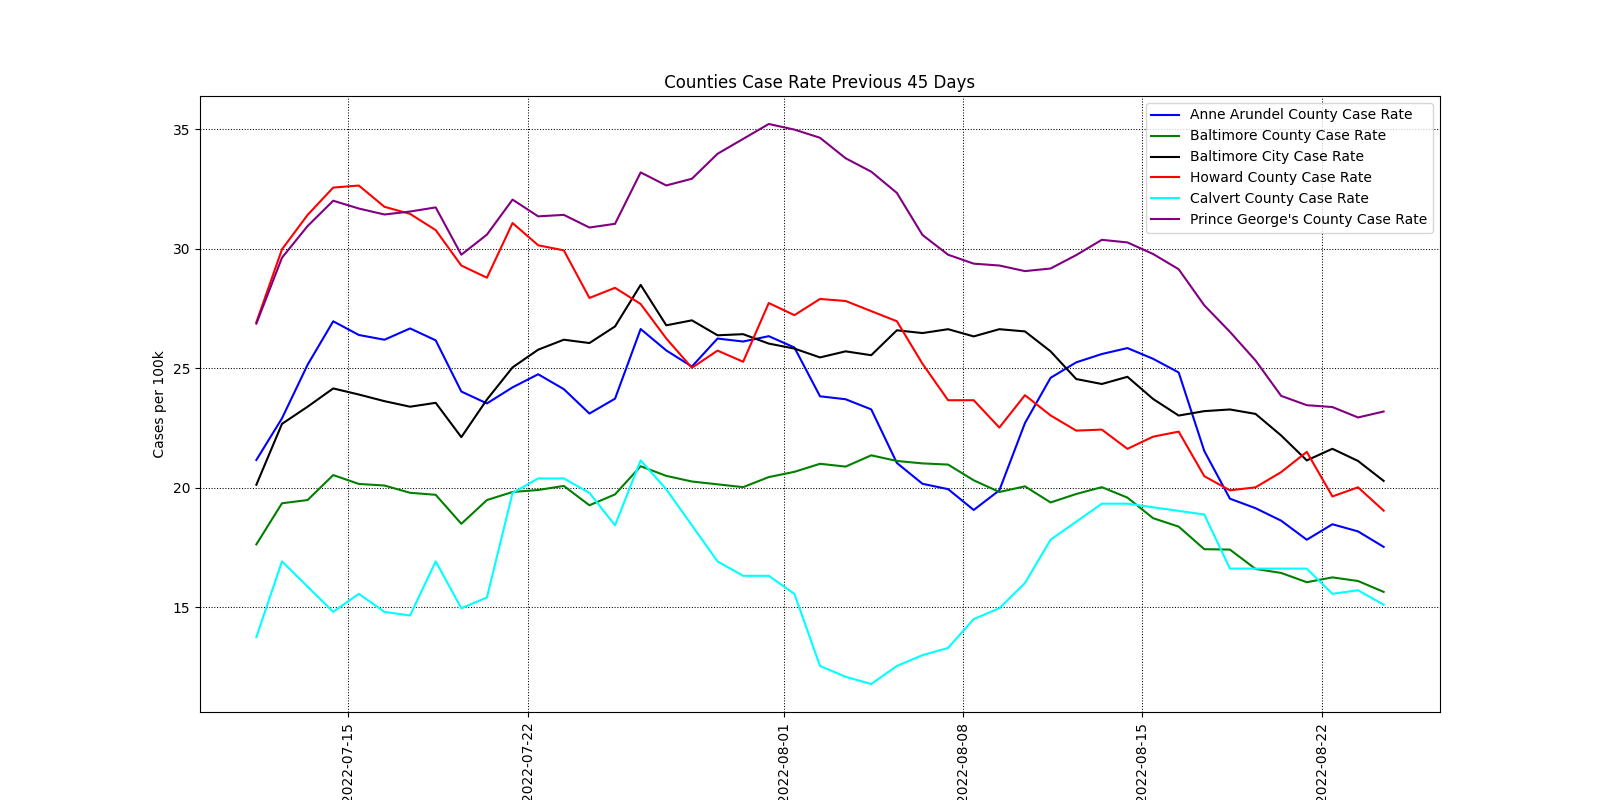 Counties Case Rate Previous 45 Days
Anne Arundel County Case Rate
Baltimore County Case Rate
Baltimore City Case Rate
Howard County Case Rate
Calvert County Case Rate
Prince George's County Case Rate
Cases per 100k
35
30
25
20
15
2022-07-15
2022-07-22
2022-08-01
2022-08-08
2022-08-15
2022-08-22